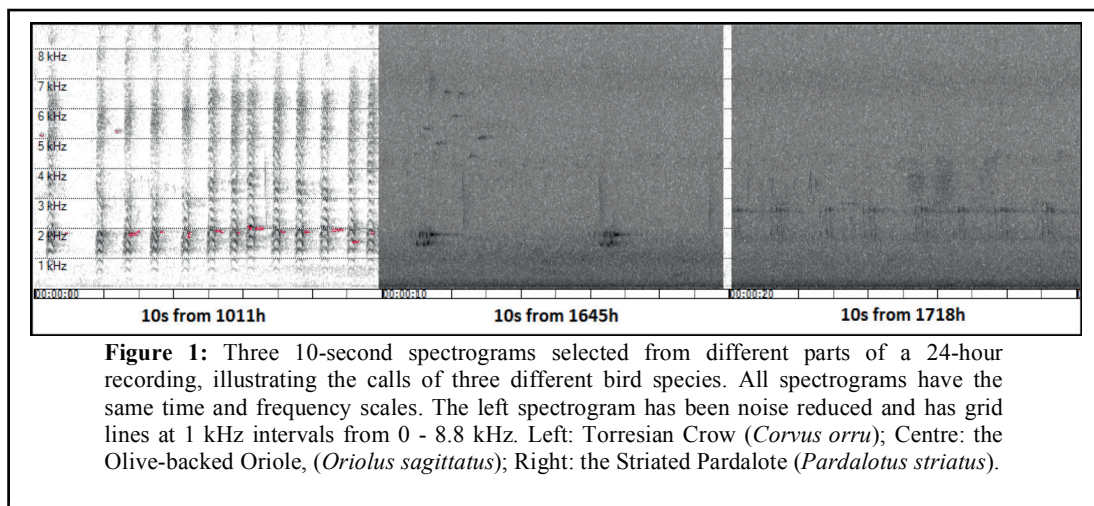 8 kHz
7 kHz
6 kHz
5 kHz
4 kHz
3 kHz
2 kHz
1 kHz
00:00:00 00:00:10 00:00:20
10s from 1011h 10s from 1645h 10s from 1718h
Figure 1: Three 10-second spectrograms selected from different parts of a 24-hour
recording, illustrating the calls of three different bird species. All spectrograms have the
same time and frequency scales. The left spectrogram has been noise reduced and has grid
lines at 1 kHz intervals from 0 - 8.8 kHz. Left: Torresian Crow (Corvus orru); Centre: the
Olive-backed Oriole, (Oriolus sagittatus); Right: the Striated Pardalote (Pardalotus striatus).